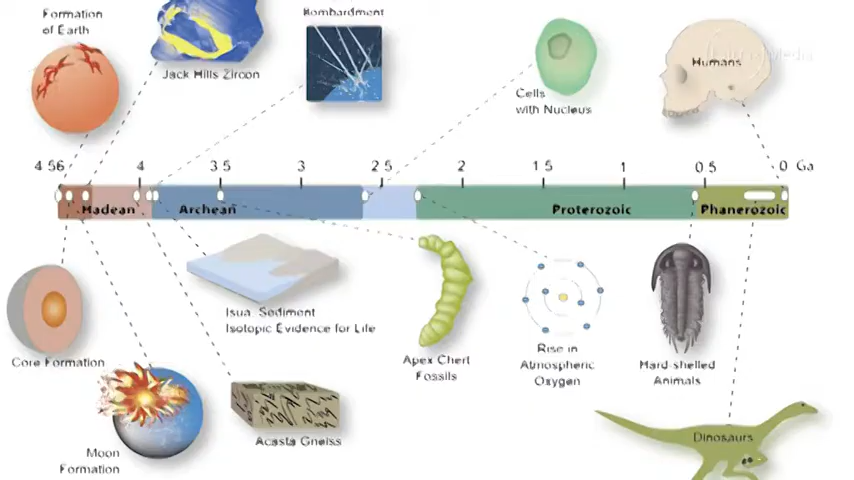 Formation
of Earth
Jack Hills Zircon
Bombardment
Cells
with Nucleus
Humans
4 56
4
3 5
3
2 5
2
1 5
1
0 5
0 Ga
Hadean
Archean
Proterozoic
Phanerozoic
Core Formation
Isua Sediment
Isotopic Evidence for Life
Apex Chert
Fossils
Rise in
Atmospheric
Oxygen
Hard shelled
Animals
Moon
Formation
Acasta Gneiss
Dinosaurs